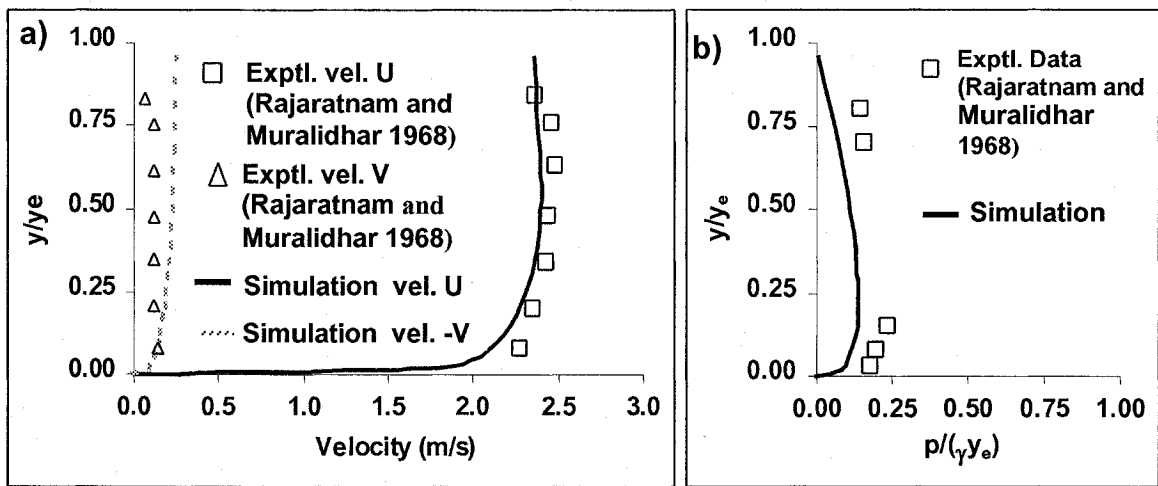 a)
1.00
0.75
0.50
0.25
0.00
y/ye
Exptl. vel. U
(Rajaratnam and
Muralidhar 1968)
Exptl. vel. V
(Rajaratnam and
Muralidhar 1968)
Simulation vel. U
Simulation vel. -V
0.0 0.5 1.0 1.5 2.0 2.5 3.0
Velocity (m/s)
b)
1.00
0.75
0.50
0.25
0.00
y/yₑ
Exptl. Data
(Rajaratnam and
Muralidhar
1968)
Simulation
0.00 0.25 0.50 0.75 1.00
p/(γyₑ)